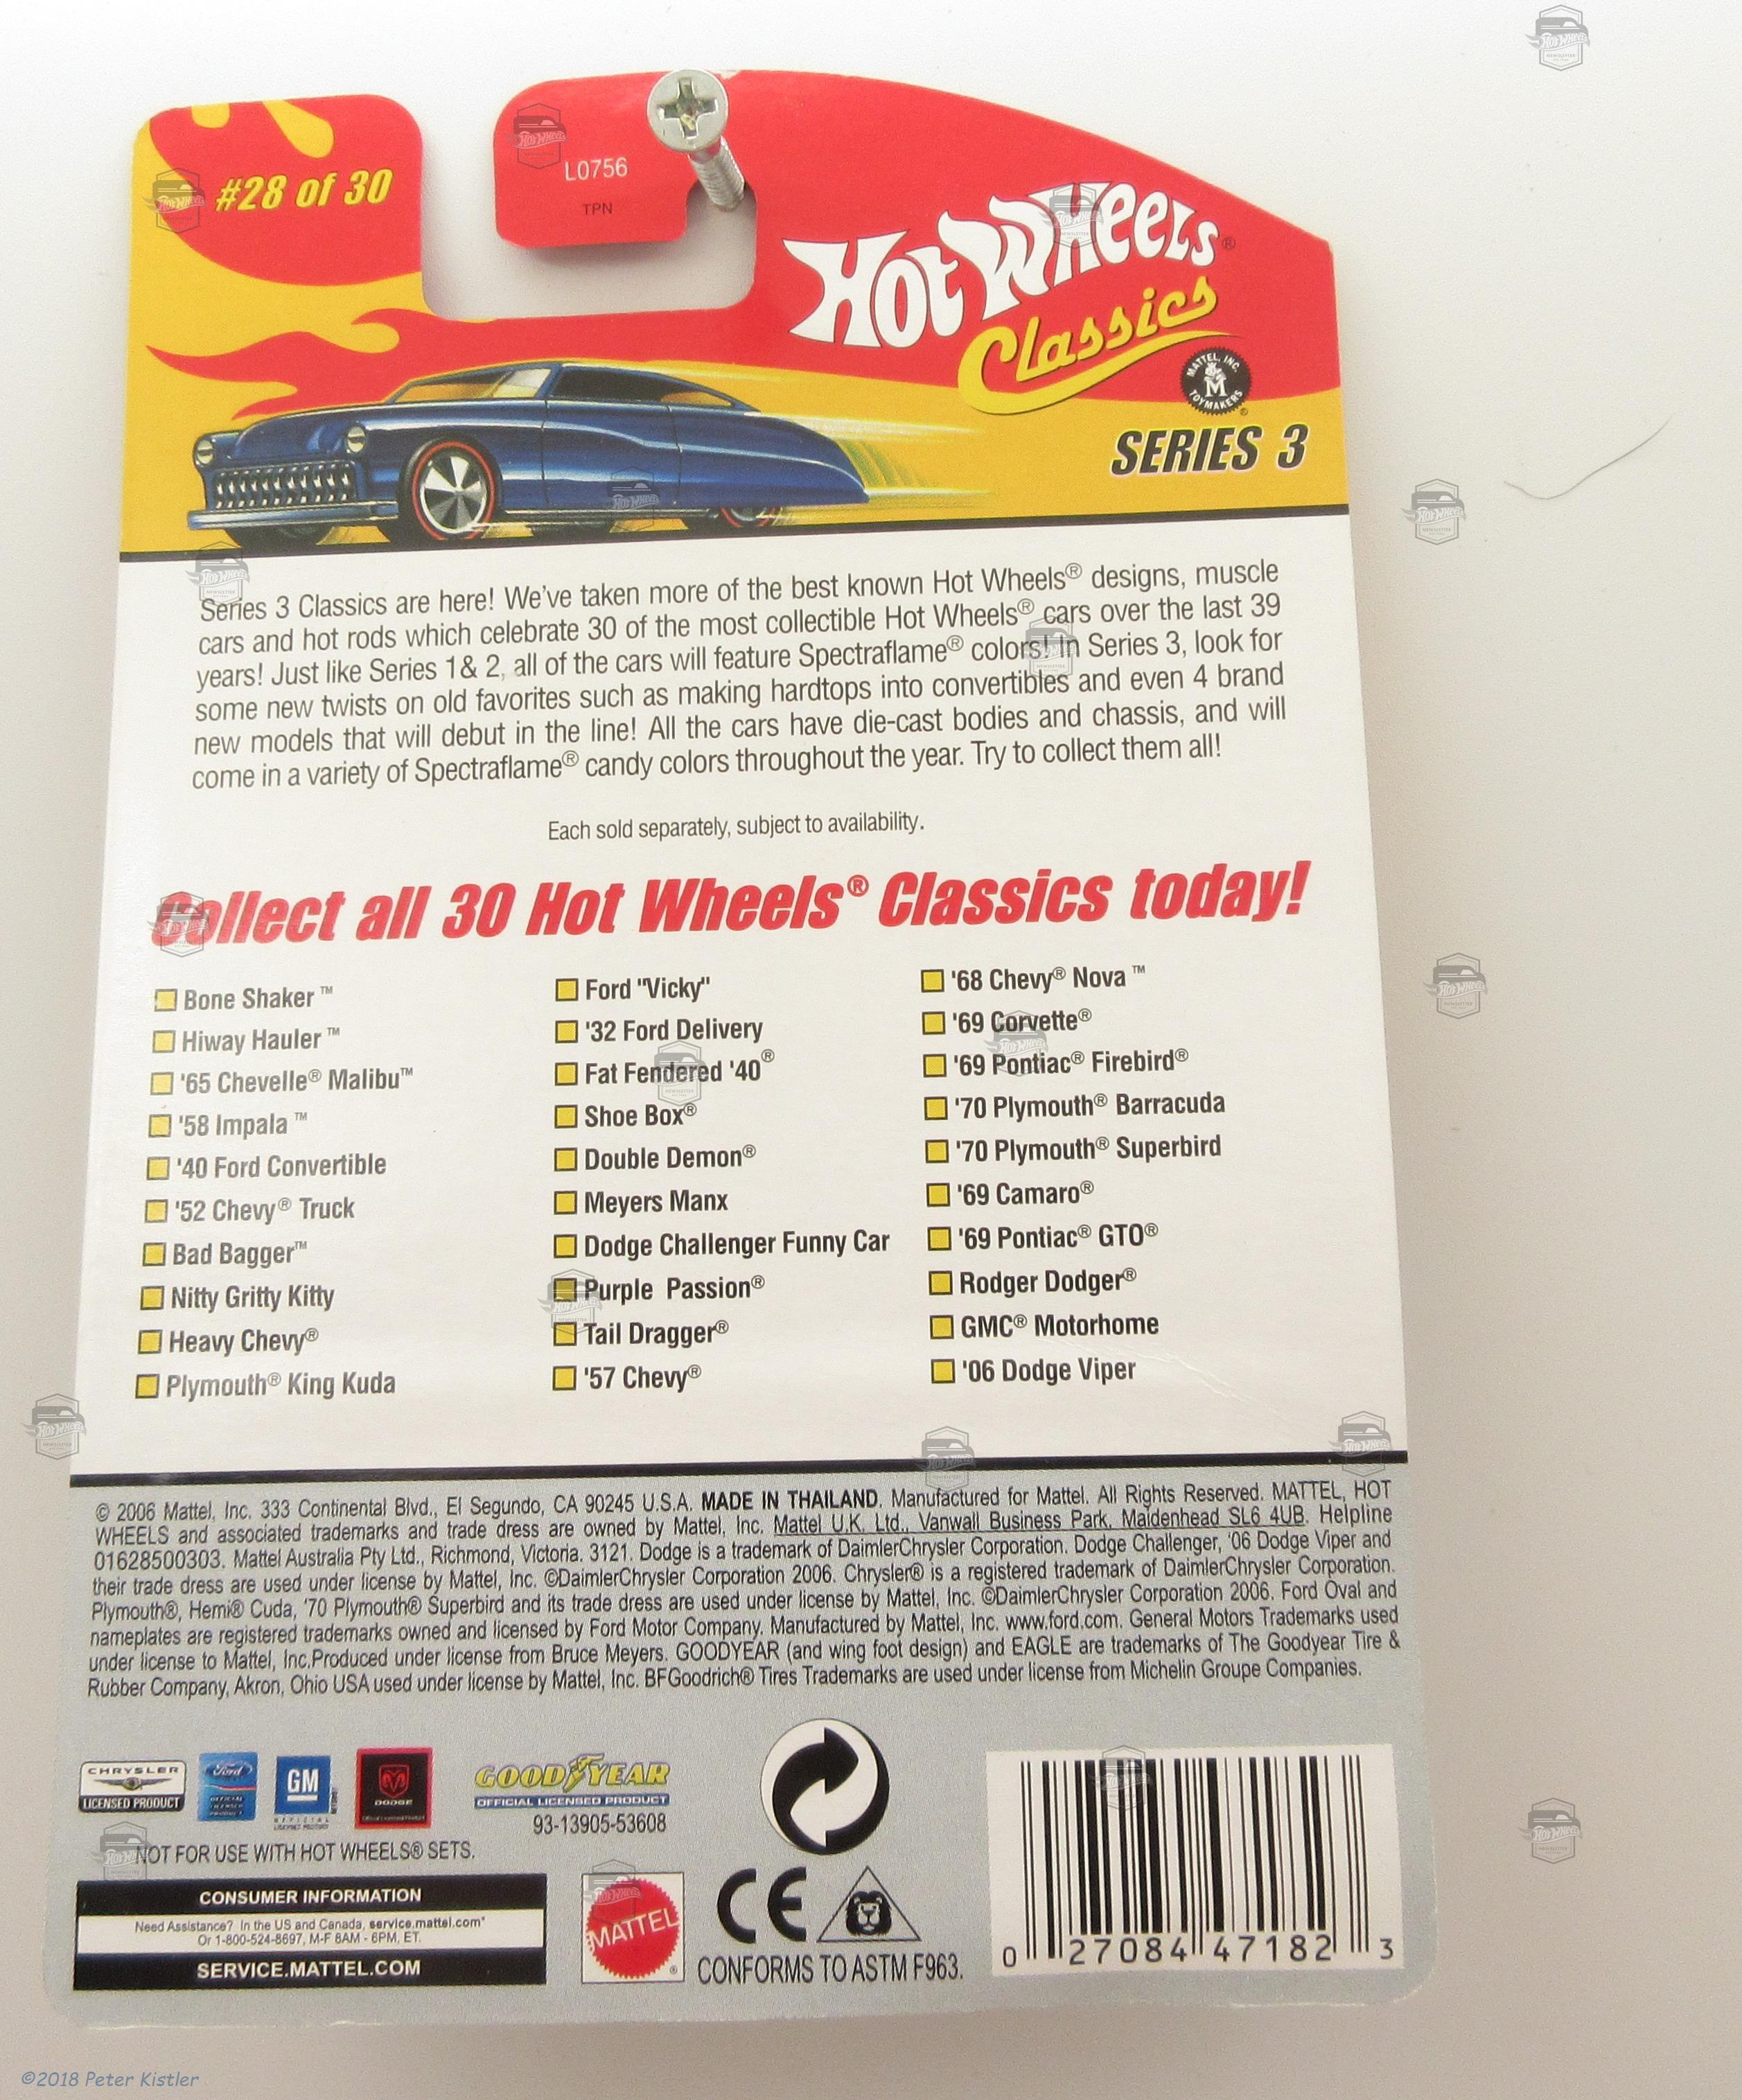 #28 of 30
L0756
TPN
Hot Wheels®
Classics
MATTEL, INC.
M
TOYMAKERS ®
SERIES 3
Series 3 Classics are here! We've taken more of the best known Hot Wheels® designs, muscle
cars and hot rods which celebrate 30 of the most collectible Hot Wheels® cars over the last 39
years! Just like Series 1& 2, all of the cars will feature Spectraflame® colors! In Series 3, look for
some new twists on old favorites such as making hardtops into convertibles and even 4 brand
new models that will debut in the line! All the cars have die-cast bodies and chassis, and will
come in a variety of Spectraflame® candy colors throughout the year. Try to collect them all!
Each sold separately, subject to availability.
Collect all 30 Hot Wheels® Classics today!
Bone Shaker™
Hiway Hauler™
'65 Chevelle® Malibu™
'58 Impala™
'40 Ford Convertible
'52 Chevy® Truck
Bad Bagger™
Nitty Gritty Kitty
Heavy Chevy®
Plymouth® King Kuda
Ford "Vicky"
'32 Ford Delivery
Fat Fendered '40®
Shoe Box®
Double Demon®
Meyers Manx
Dodge Challenger Funny Car
Purple Passion®
Tail Dragger®
'57 Chevy®
'68 Chevy® Nova™
'69 Corvette®
'69 Pontiac® Firebird®
'70 Plymouth® Barracuda
'70 Plymouth® Superbird
'69 Camaro®
'69 Pontiac® GTO®
Rodger Dodger®
GMC® Motorhome
'06 Dodge Viper
© 2006 Mattel, Inc. 333 Continental Blvd., El Segundo, CA 90245 U.S.A. MADE IN THAILAND. Manufactured for Mattel. All Rights Reserved. MATTEL, HOT
WHEELS and associated trademarks and trade dress are owned by Mattel, Inc. Mattel U.K. Ltd., Vanwall Business Park, Maidenhead SL6 4UB. Helpline
01628500303. Mattel Australia Pty Ltd., Richmond, Victoria. 3121. Dodge is a trademark of DaimlerChrysler Corporation. Dodge Challenger, '06 Dodge Viper and
their trade dress are used under license by Mattel, Inc. ©DaimlerChrysler Corporation 2006. Chrysler® is a registered trademark of DaimlerChrysler Corporation.
Plymouth®, Hemi® Cuda, '70 Plymouth® Superbird and its trade dress are used under license by Mattel, Inc. ©DaimlerChrysler Corporation 2006. Ford Oval and
nameplates are registered trademarks owned and licensed by Ford Motor Company. Manufactured by Mattel, Inc. www.ford.com. General Motors Trademarks used
under license to Mattel, Inc.Produced under license from Bruce Meyers. GOODYEAR (and wing foot design) and EAGLE are trademarks of The Goodyear Tire &
Rubber Company, Akron, Ohio USA used under license by Mattel, Inc. BFGoodrich® Tires Trademarks are used under license from Michelin Groupe Companies.
CHRYSLER
LICENSED PRODUCT
Ford
GM
DODGE
GOODYEAR
OFFICIAL LICENSED PRODUCT
93-13905-53608
NOT FOR USE WITH HOT WHEELS® SETS.
CONSUMER INFORMATION
Need Assistance? In the US and Canada, service.mattel.com*
Or 1-800-524-8697, M-F 8AM - 6PM, ET.
SERVICE.MATTEL.COM
MATTEL ®
CE
CONFORMS TO ASTM F963.
0 27084 47182 3
©2018 Peter Kistler